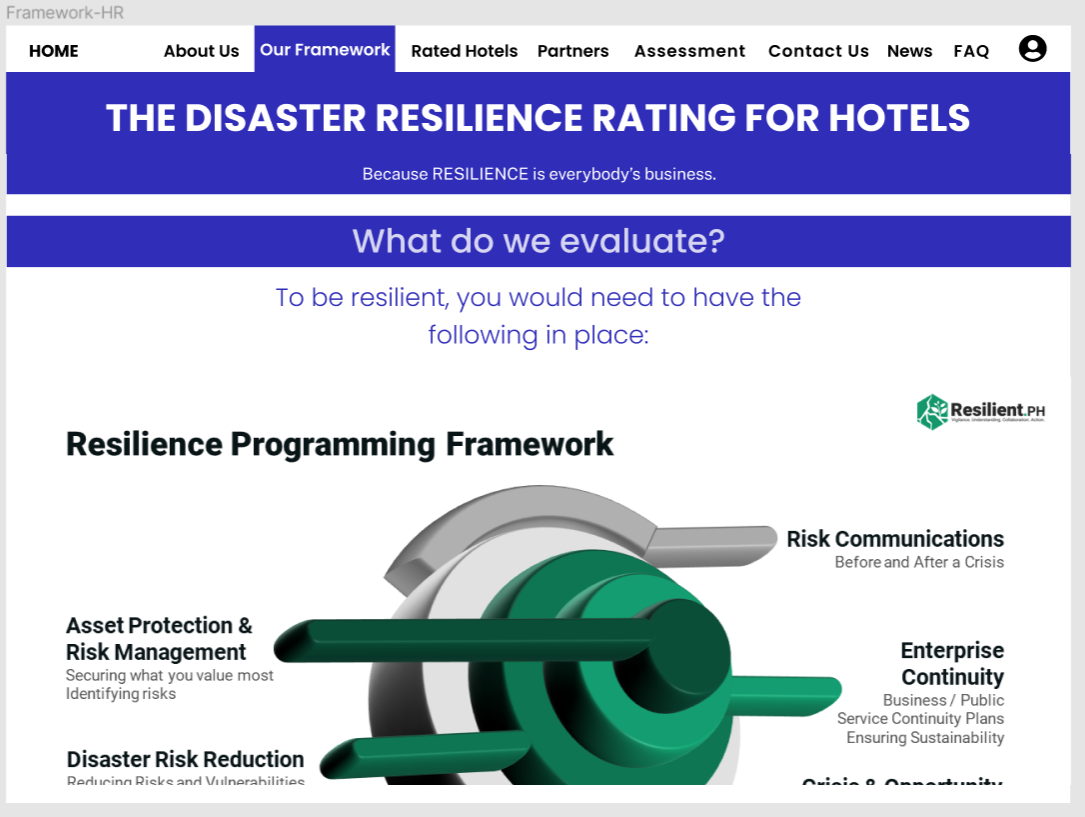 Framework-HR
HOME About Us Our Framework Rated Hotels Partners Assessment Contact Us News FAQ
THE DISASTER RESILIENCE RATING FOR HOTELS
Because RESILIENCE is everybody's business.
What do we evaluate?
To be resilient, you would need to have the
following in place:
Resilient.PH
Vigilance. Understanding. Collaboration. Action.
Resilience Programming Framework
Risk Communications
Before and After a Crisis
Asset Protection &
Risk Management
Securing what you value most
Identifying risks
Enterprise
Continuity
Business / Public
Service Continuity Plans
Ensuring Sustainability
Disaster Risk Reduction
Reducing Risks and Vulnerabilities
Crisis & Opportunity